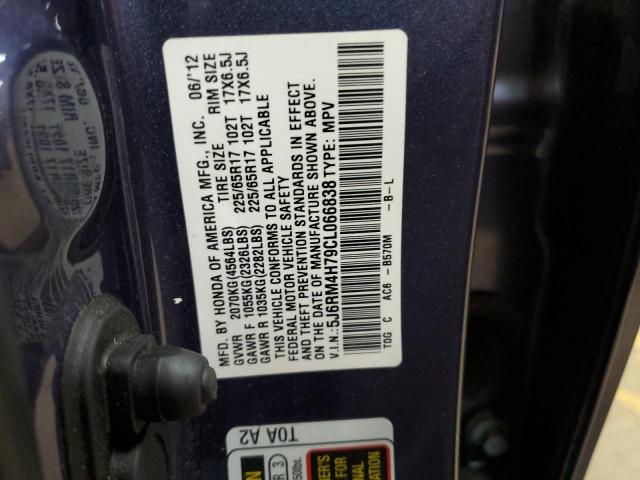 MFD. BY HONDA OF AMERICA MFG., INC. 06/'12
TIRE SIZE RIM SIZE
GVWR 2070KG(4564LBS)
GAWR F 1055KG(2326LBS) 225/65R17 102T 17X6.5J
GAWR R 1035KG(2282LBS) 225/65R17 102T 17X6.5J
THIS VEHICLE CONFORMS TO ALL APPLICABLE
FEDERAL MOTOR VEHICLE SAFETY
AND THEFT PREVENTION STANDARDS IN EFFECT
ON THE DATE OF MANUFACTURE SHOWN ABOVE.
V.I.N.:5J6RM4H79CL066838 TYPE: MPV
T0G C AC6 -B570M -B-L
T0A A2